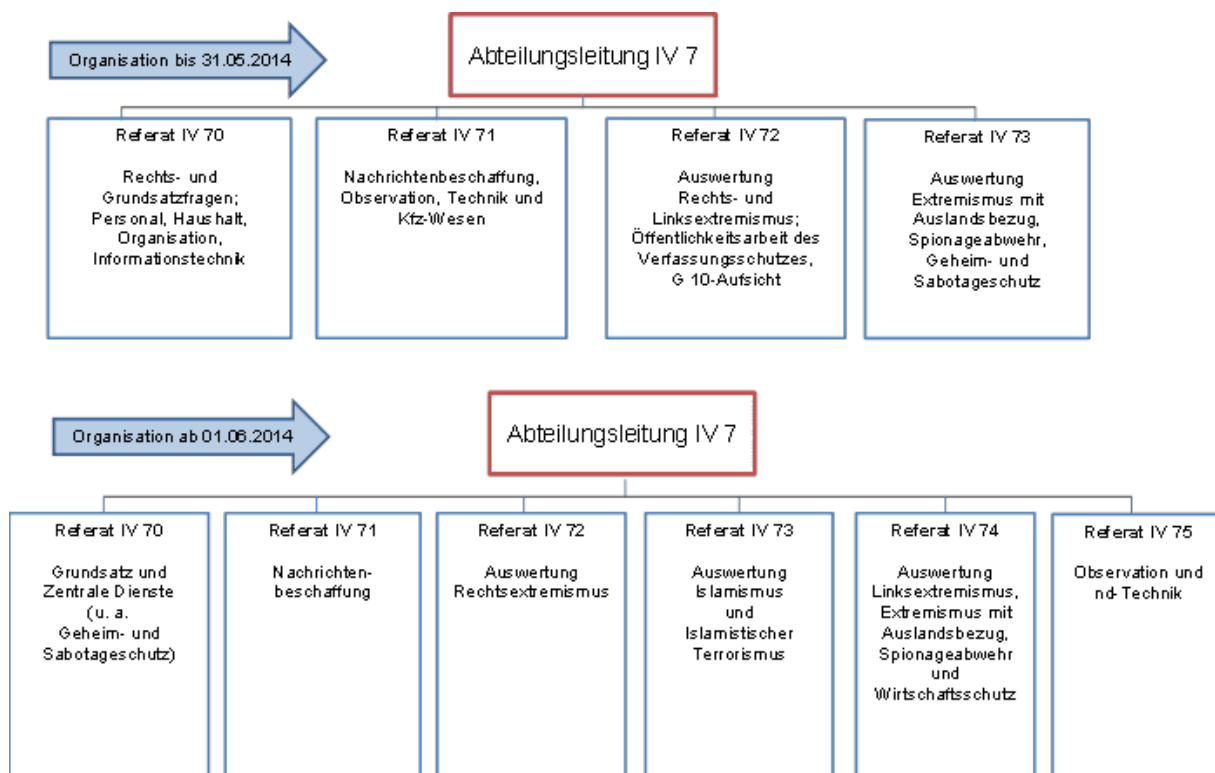 Organisation bis 31.05.2014
Abteilungsleitung IV 7
Referat IV 70
Rechts- und
Grundsatzfragen;
Personal, Haushalt,
Organisation,
Informationstechnik
Referat IV 71
Nachrichtenbeschaffung,
Observation, Technik und
Kfz-Wesen
Referat IV 72
Auswertung
Rechts- und
Linksextremismus;
Öffentlichkeitsarbeit des
Verfassungsschutzes,
G 10-Aufsicht
Referat IV 73
Auswertung
Extremismus mit
Auslandsbezug,
Spionageabwehr,
Geheim- und
Sabotageschutz
Organisation ab 01.06.2014
Abteilungsleitung IV 7
Referat IV 70
Grundsatz und
Zentrale Dienste
(u. a.
Geheim- und
Sabotageschutz)
Referat IV 71
Nachrichten-
beschaffung
Referat IV 72
Auswertung
Rechtsextremismus
Referat IV 73
Auswertung
Islamismus
und
Islamistischer
Terrorismus
Referat IV 74
Auswertung
Linksextremismus,
Extremismus mit
Auslandsbezug,
Spionageabwehr
und
Wirtschaftsschutz
Referat IV 75
Observation und
nd-Technik